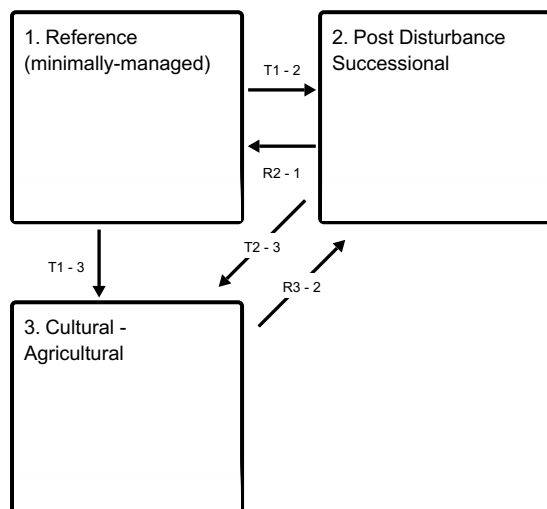 1. Reference
(minimally-managed)
2. Post Disturbance
Successional
T1 - 2
R2 - 1
T2 - 3
T1 - 3
R3 - 2
3. Cultural -
Agricultural